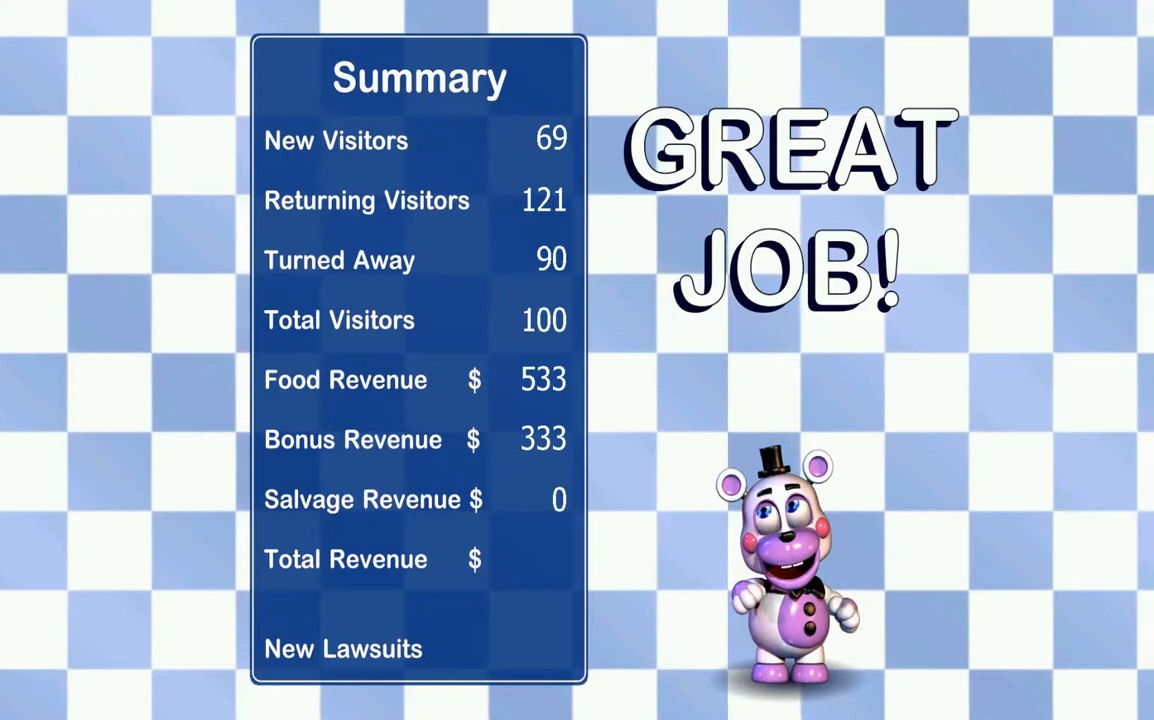 Summary
New Visitors 69
Returning Visitors 121
Turned Away 90
Total Visitors 100
Food Revenue $ 533
Bonus Revenue $ 333
Salvage Revenue $ 0
Total Revenue $
New Lawsuits
GREAT
JOB!